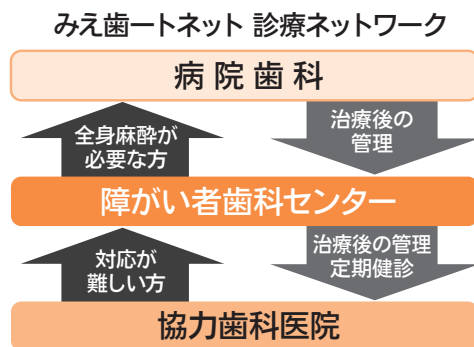 みえ歯ートネット 診療ネットワーク
病院歯科
全身麻酔が
必要な方
治療後の
管理
障がい者歯科センター
対応が
難しい方
治療後の管理
定期健診
協力歯科医院